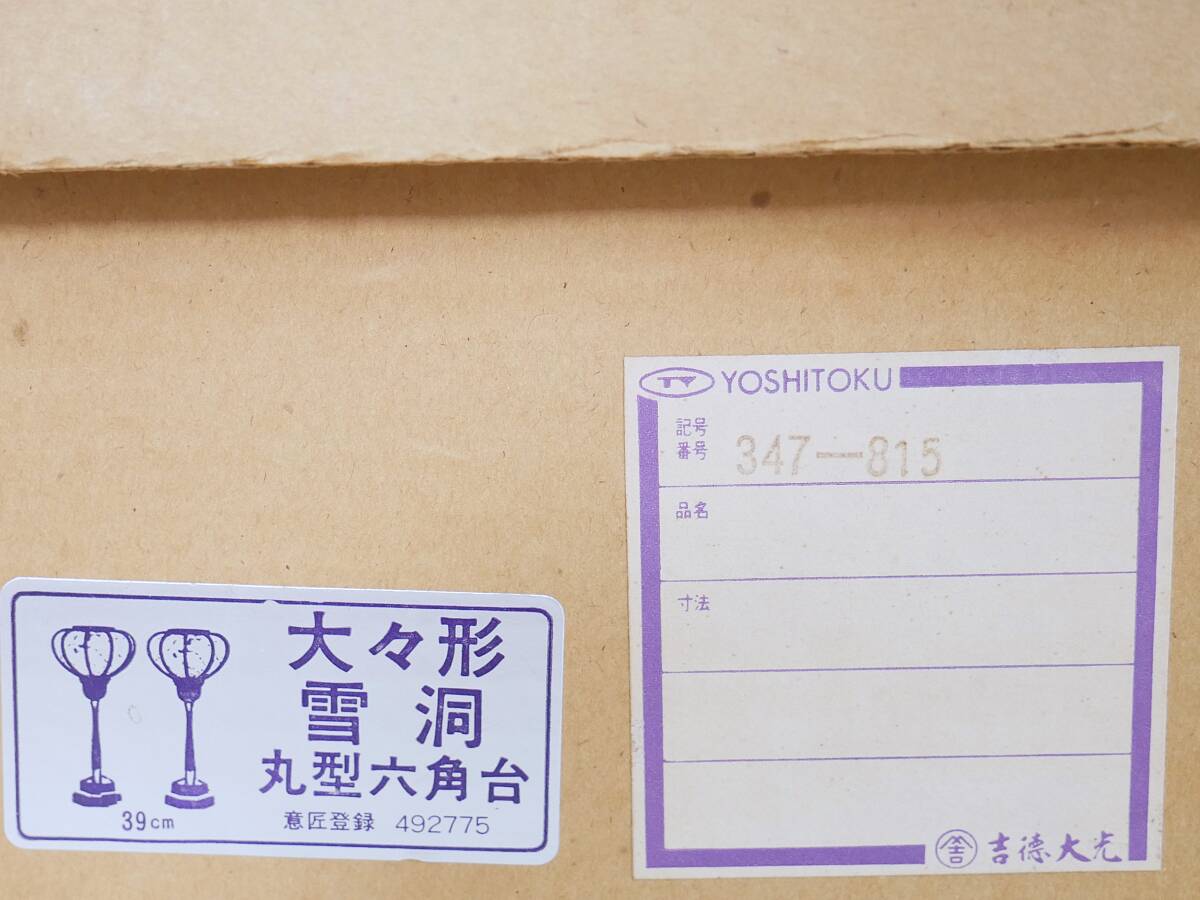 大々形
雪洞
丸型六角台
39cm
意匠登録 492775
TY YOSHITOKU
記号
番号 347-815
品名
寸法
吉徳大光